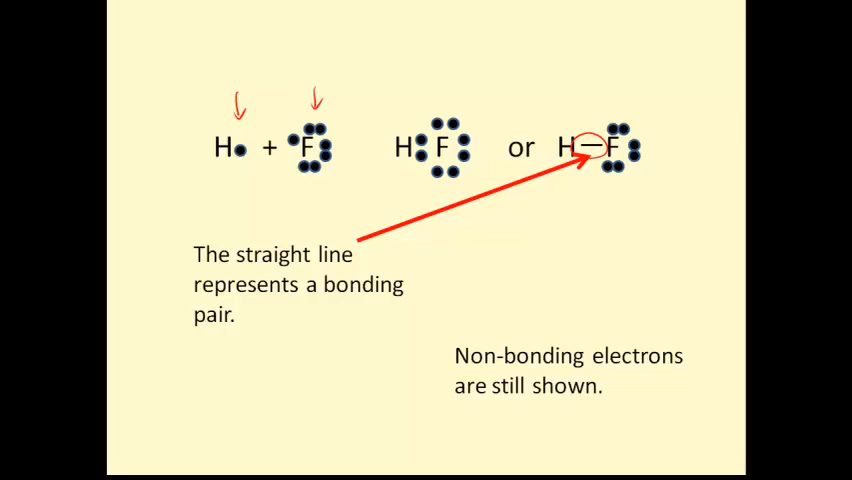 H + F H F or H — F
The straight line
represents a bonding
pair.
Non-bonding electrons
are still shown.